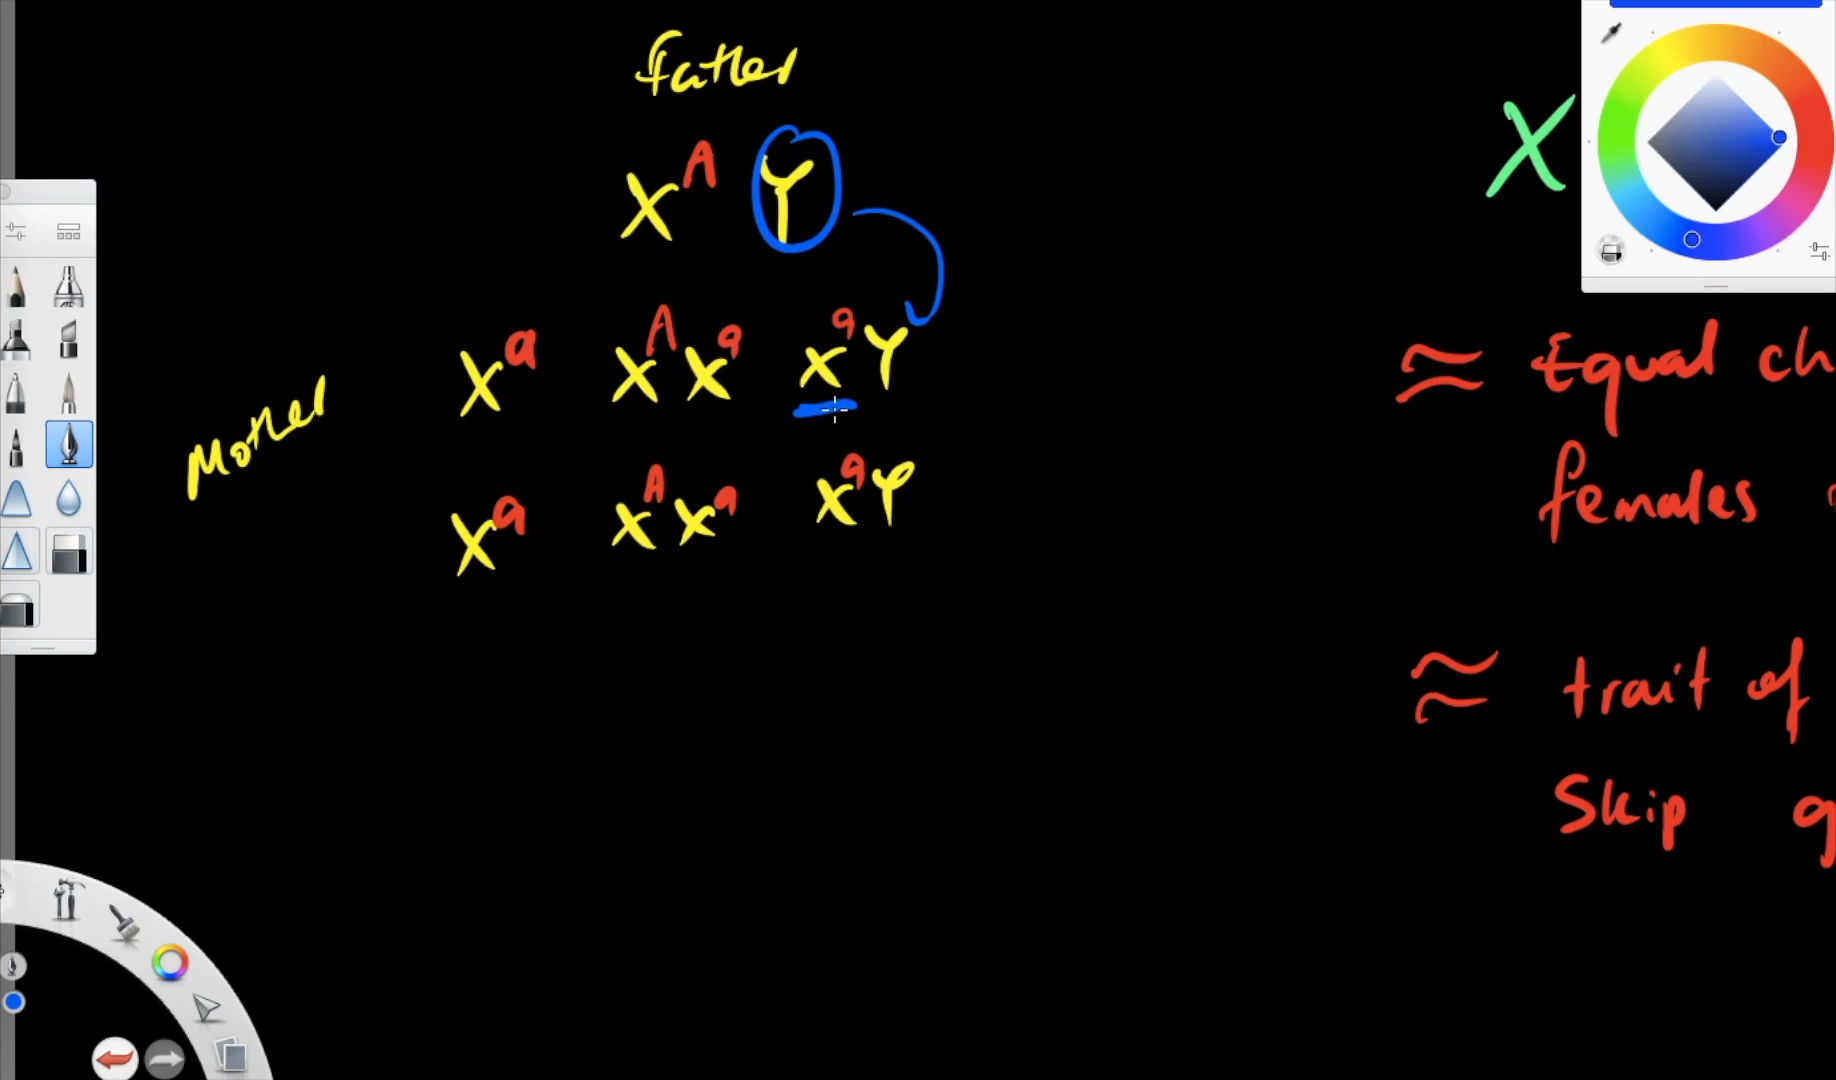 father
X^A Y
X^a X^A X^a X^a Y
Mother
X^a X^A X^a X^a Y
X
≈ Equal ch
females
≈ trait of
Skip g